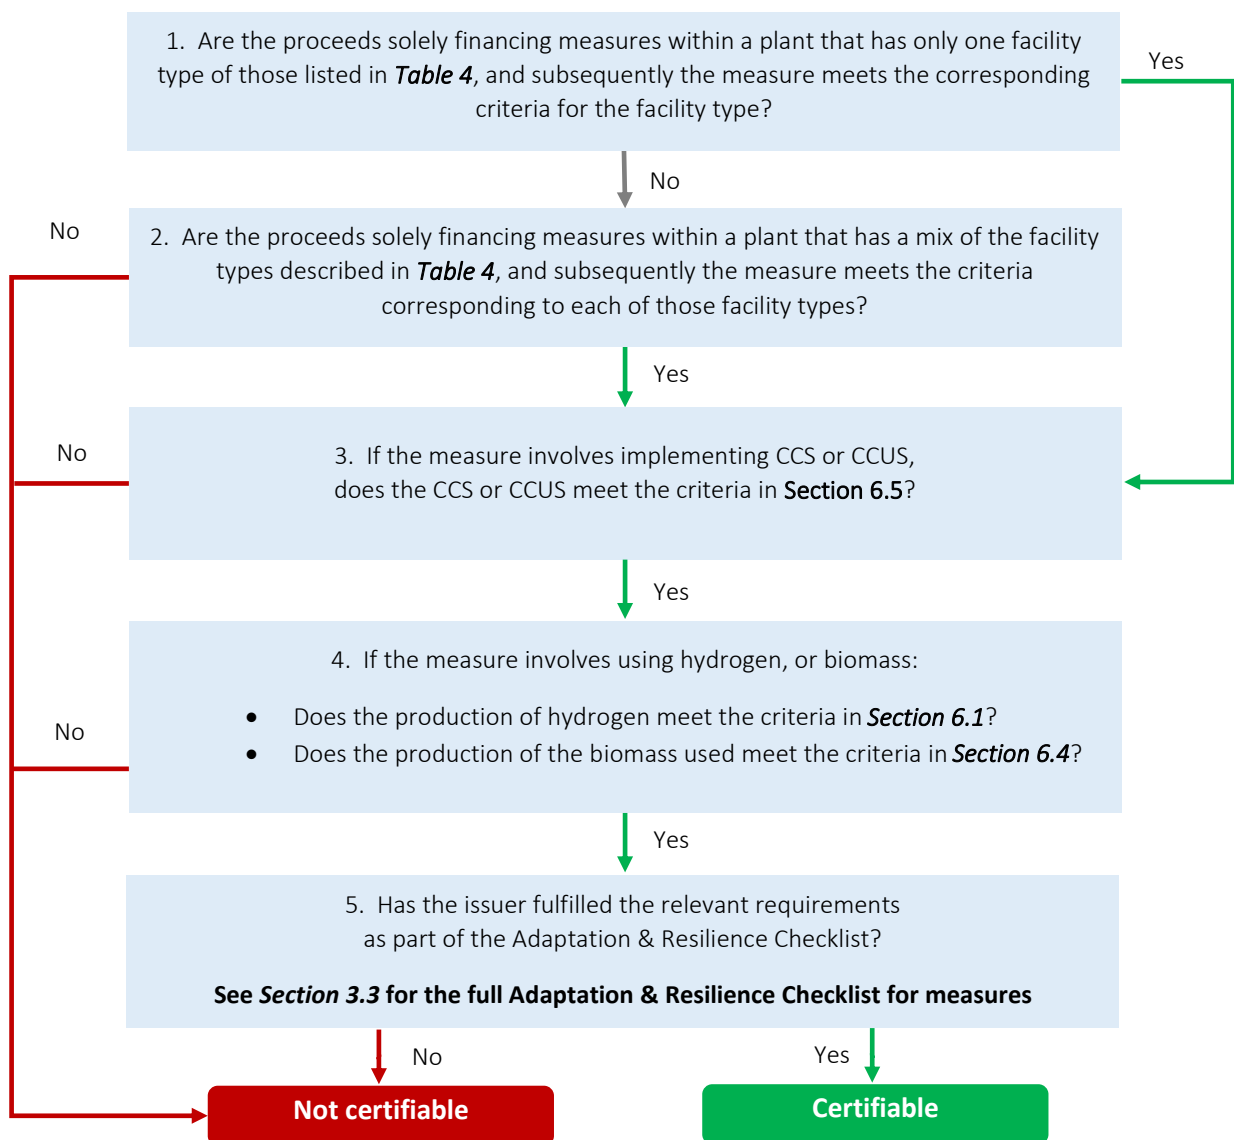 1. Are the proceeds solely financing measures within a plant that has only one facility
type of those listed in Table 4, and subsequently the measure meets the corresponding
criteria for the facility type?
Yes
No
No
2. Are the proceeds solely financing measures within a plant that has a mix of the facility
types described in Table 4, and subsequently the measure meets the criteria
corresponding to each of those facility types?
Yes
No
3. If the measure involves implementing CCS or CCUS,
does the CCS or CCUS meet the criteria in Section 6.5?
Yes
4. If the measure involves using hydrogen, or biomass:
• Does the production of hydrogen meet the criteria in Section 6.1?
No
• Does the production of the biomass used meet the criteria in Section 6.4?
Yes
5. Has the issuer fulfilled the relevant requirements
as part of the Adaptation & Resilience Checklist?
See Section 3.3 for the full Adaptation & Resilience Checklist for measures
No
Yes
Not certifiable
Certifiable